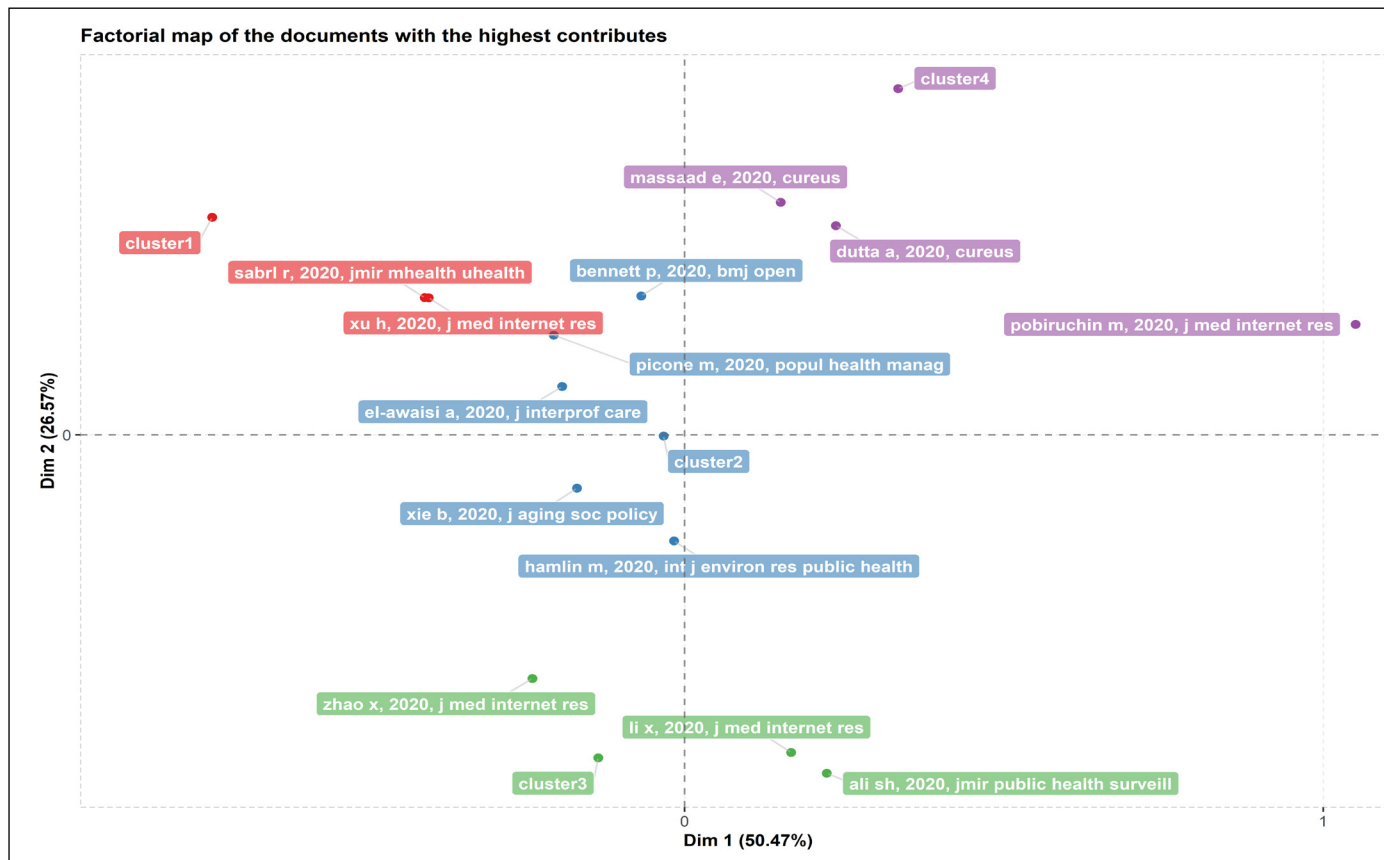 Factorial map of the documents with the highest contributes
cluster4
massaad e, 2020, cureus
cluster1
dutta a, 2020, cureus
sabrl r, 2020, jmir mhealth uhealth
bennett p, 2020, bmj open
xu h, 2020, j med internet res
pobiruchin m, 2020, j med internet res
picone m, 2020, popul health manag
el-awaisi a, 2020, j interprof care
0
cluster2
Dim 2 (26.57%)
xie b, 2020, j aging soc policy
hamlin m, 2020, int j environ res public health
zhao x, 2020, j med internet res
li x, 2020, j med internet res
cluster3
ali sh, 2020, jmir public health surveill
0
1
Dim 1 (50.47%)